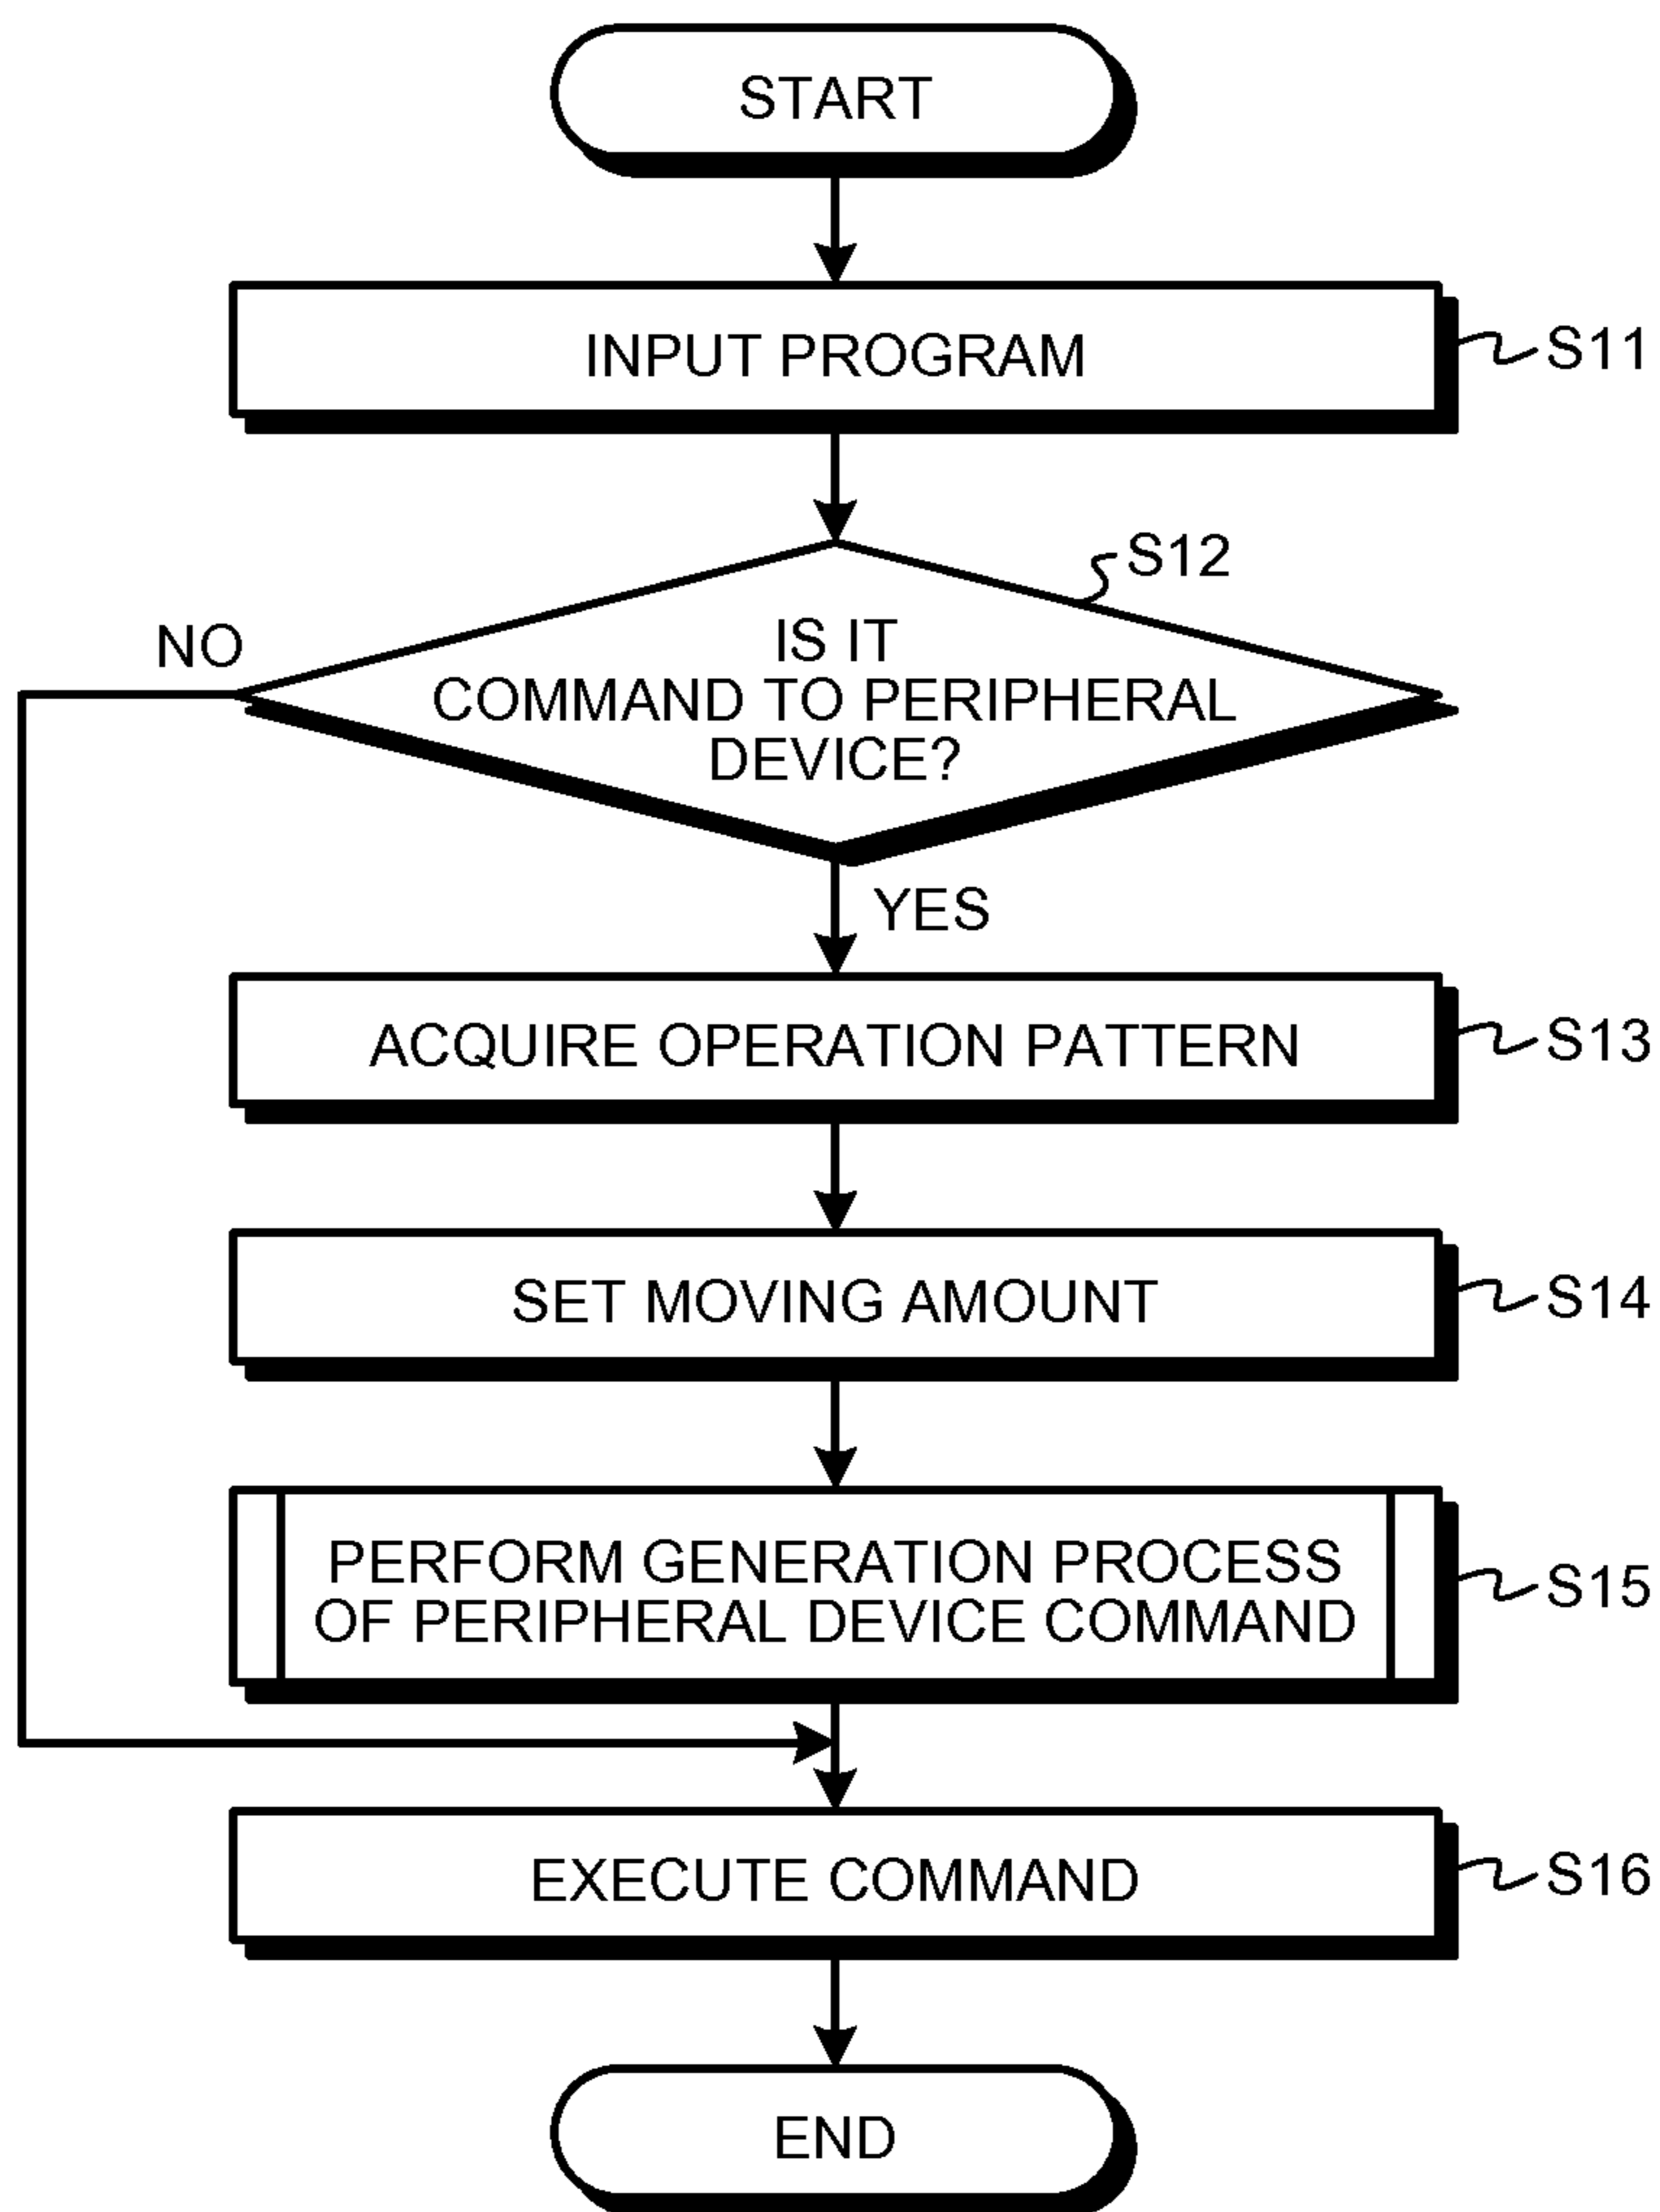 START
INPUT PROGRAM
S11
S12
NO
IS IT
COMMAND TO PERIPHERAL
DEVICE?
YES
ACQUIRE OPERATION PATTERN
S13
SET MOVING AMOUNT
S14
PERFORM GENERATION PROCESS
OF PERIPHERAL DEVICE COMMAND
S15
EXECUTE COMMAND
S16
END